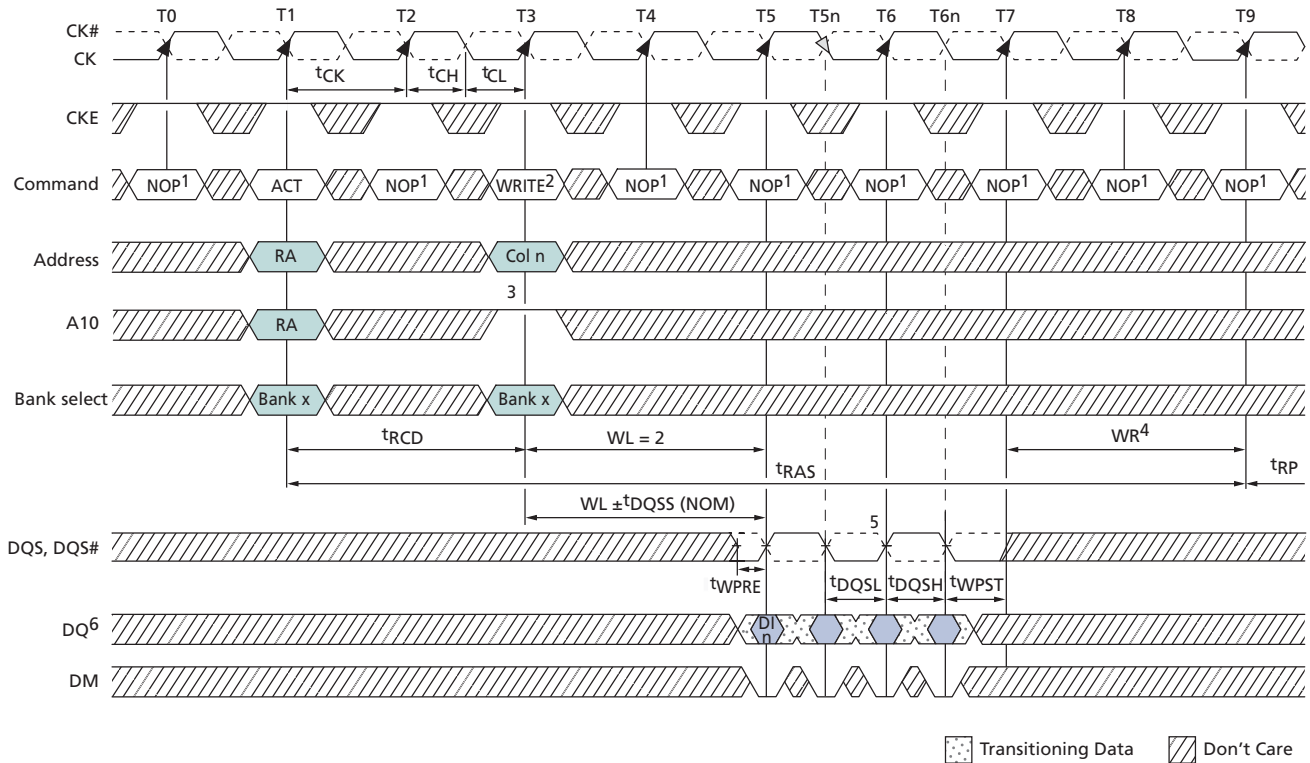 T0 T1 T2 T3 T4 T5 T5n T6 T6n T7 T8 T9
CK#
CK
tCK tCH tCL
CKE
Command NOP1 ACT NOP1 WRITE2 NOP1 NOP1 NOP1 NOP1 NOP1 NOP1
Address RA Col n
3
A10 RA
Bank select Bank x Bank x
tRCD WL = 2 WR4
tRAS tRP
WL ±tDQSS (NOM)
5
DQS, DQS#
tWPRE tDQSL tDQSH tWPST
DQ6 DI
n
DM
Transitioning Data Don't Care